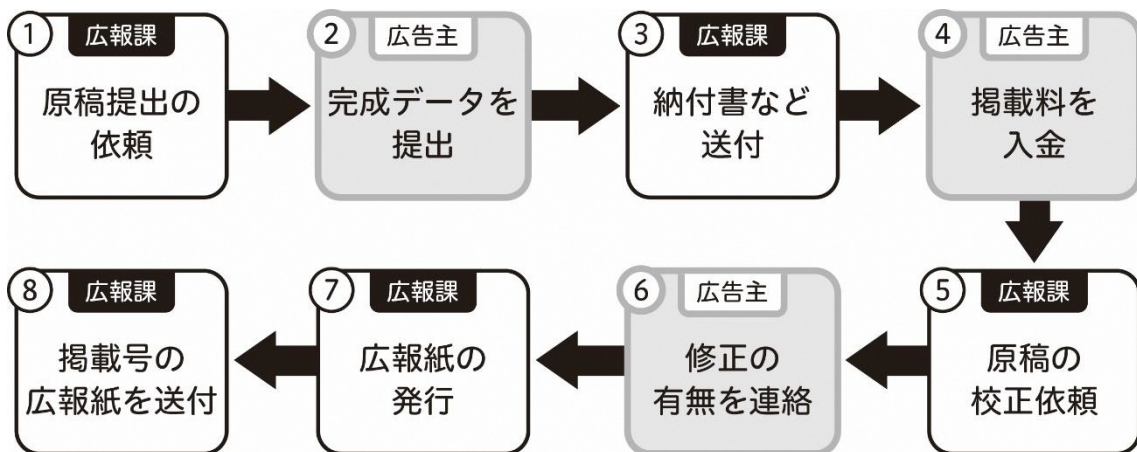 ① 広報課
原稿提出の
依頼
② 広告主
完成データを
提出
③ 広報課
納付書など
送付
④ 広告主
掲載料を
入金
⑤ 広報課
原稿の
校正依頼
⑥ 広告主
修正の
有無を連絡
⑦ 広報課
広報紙の
発行
⑧ 広報課
掲載号の
広報紙を送付